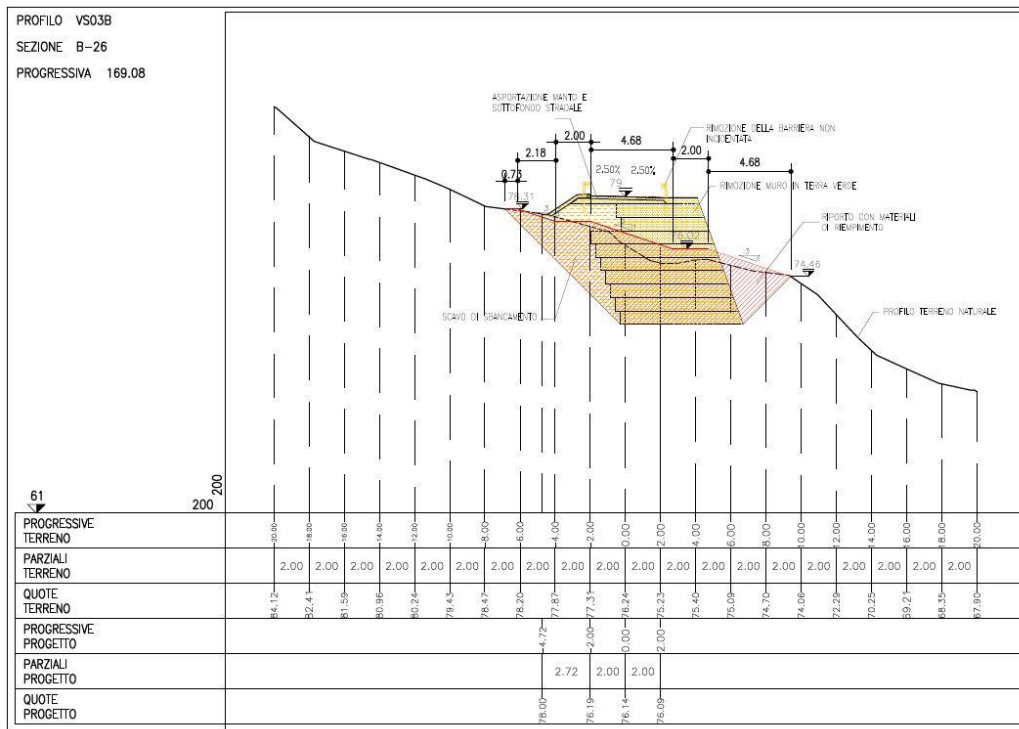 PROFILO VS03B
SEZIONE B-26
PROGRESSIVA 169.08
ASPORTAZIONE MANTO E
SOTTOFONDO STRADALE
2.00
4.68
RIMOZIONE DELLA BARRIERA NON
INCIDENTATA
2.18
2.00
4.68
0.73
2.50% 2.50%
79
RIMOZIONE MURO IN TERRA VERDE
78.31
3
RIPORTO CON MATERIALI
DI RIEMPIMENTO
3
74.46
SCAVO DI SBANCAMENTO
PROFILO TERRENO NATURALE
61
200
200
PROGRESSIVE
TERRENO
-20.00 -18.00 -16.00 -14.00 -12.00 -10.00 -8.00 -6.00 -4.00 -2.00 0.00 2.00 4.00 6.00 8.00 10.00 12.00 14.00 16.00 18.00 20.00
PARZIALI
TERRENO
2.00 2.00 2.00 2.00 2.00 2.00 2.00 2.00 2.00 2.00 2.00 2.00 2.00 2.00 2.00 2.00 2.00 2.00 2.00 2.00
QUOTE
TERRENO
84.12 82.41 81.59 80.96 80.24 79.43 78.47 78.20 77.87 77.31 76.24 75.23 75.40 75.09 74.70 74.06 72.29 70.25 69.21 68.35 67.90
PROGRESSIVE
PROGETTO
-4.72 -2.00 0.00 2.00
PARZIALI
PROGETTO
2.72 2.00 2.00
QUOTE
PROGETTO
78.00 76.19 76.14 76.09